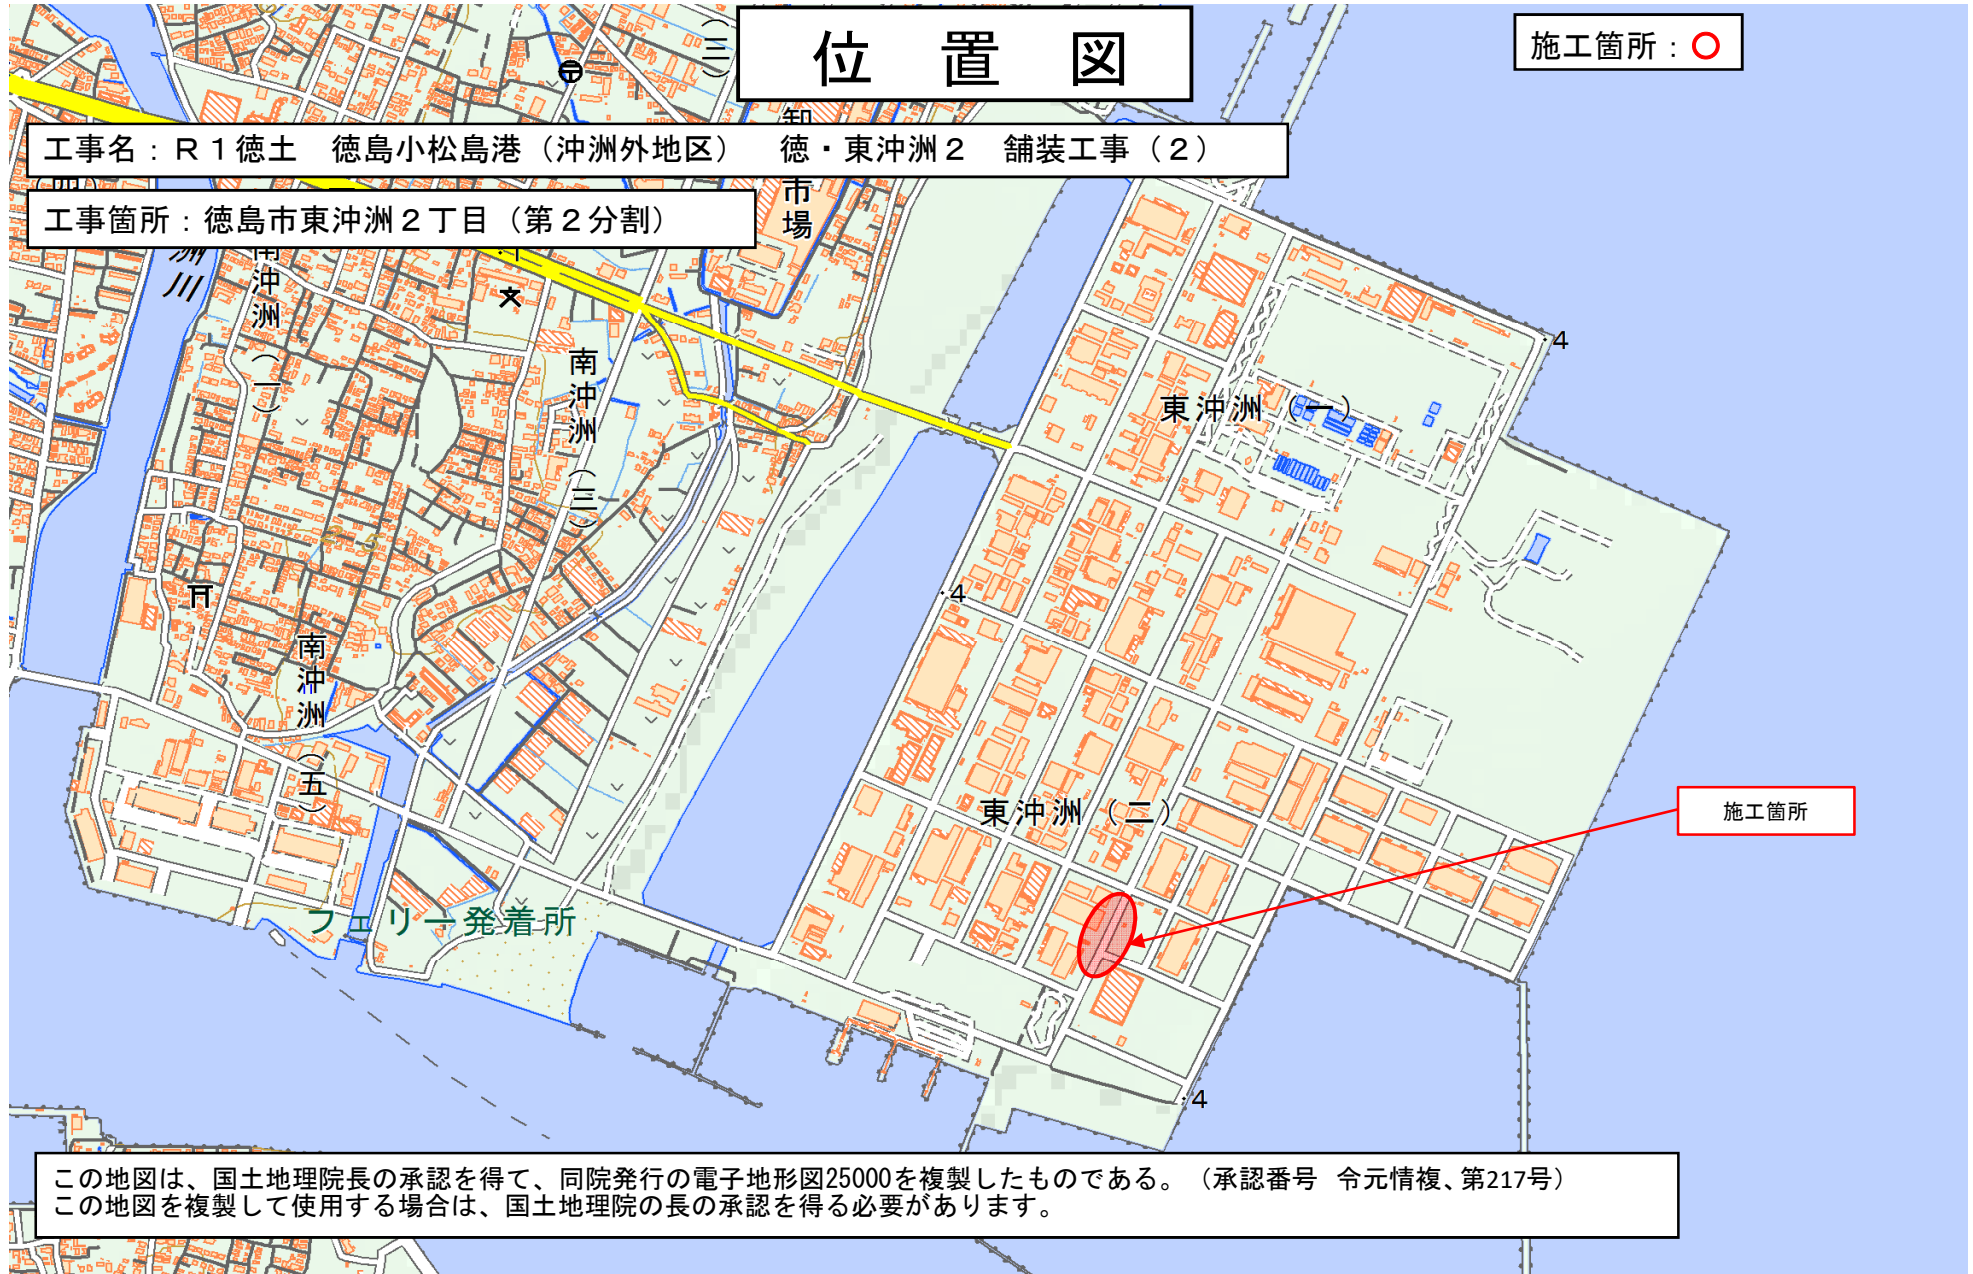 位 置 図
施工箇所：○
工事名：Ｒ１徳土　徳島小松島港（沖洲外地区）　徳・東沖洲２　舗装工事（２）
工事箇所：徳島市東沖洲２丁目（第２分割）
（三）
卸
市場
洲川
南沖洲（一）
南沖洲（三）
東沖洲（一）
4
4
南沖洲（五）
東沖洲（二）
施工箇所
フェリー発着所
4
この地図は、国土地理院長の承認を得て、同院発行の電子地形図25000を複製したものである。（承認番号　令元情複、第217号）
この地図を複製して使用する場合は、国土地理院の長の承認を得る必要があります。